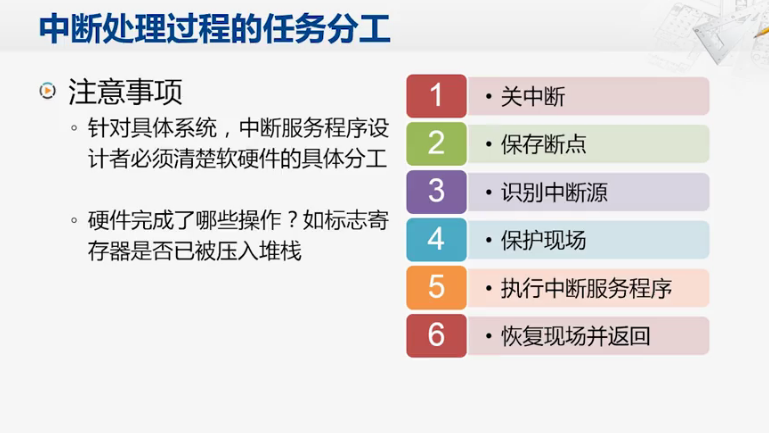 中断处理过程的任务分工
注意事项
◦ 针对具体系统，中断服务程序设
计者必须清楚软硬件的具体分工
◦ 硬件完成了哪些操作？如标志寄
存器是否已被压入堆栈
1 • 关中断
2 • 保存断点
3 • 识别中断源
4 • 保护现场
5 • 执行中断服务程序
6 • 恢复现场并返回